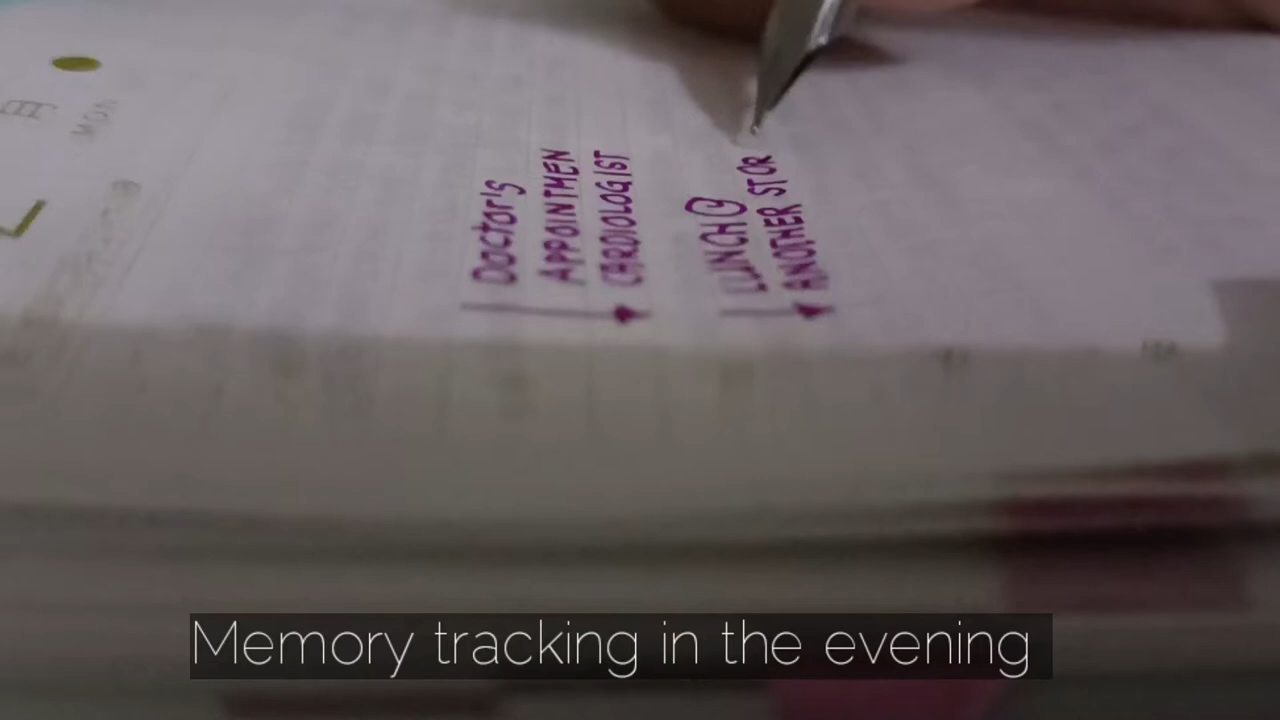 Doctor's
APPOINTMEN
CARDIOLOGIST
LUNCH @
ANOTHER STOR
Memory tracking in the evening